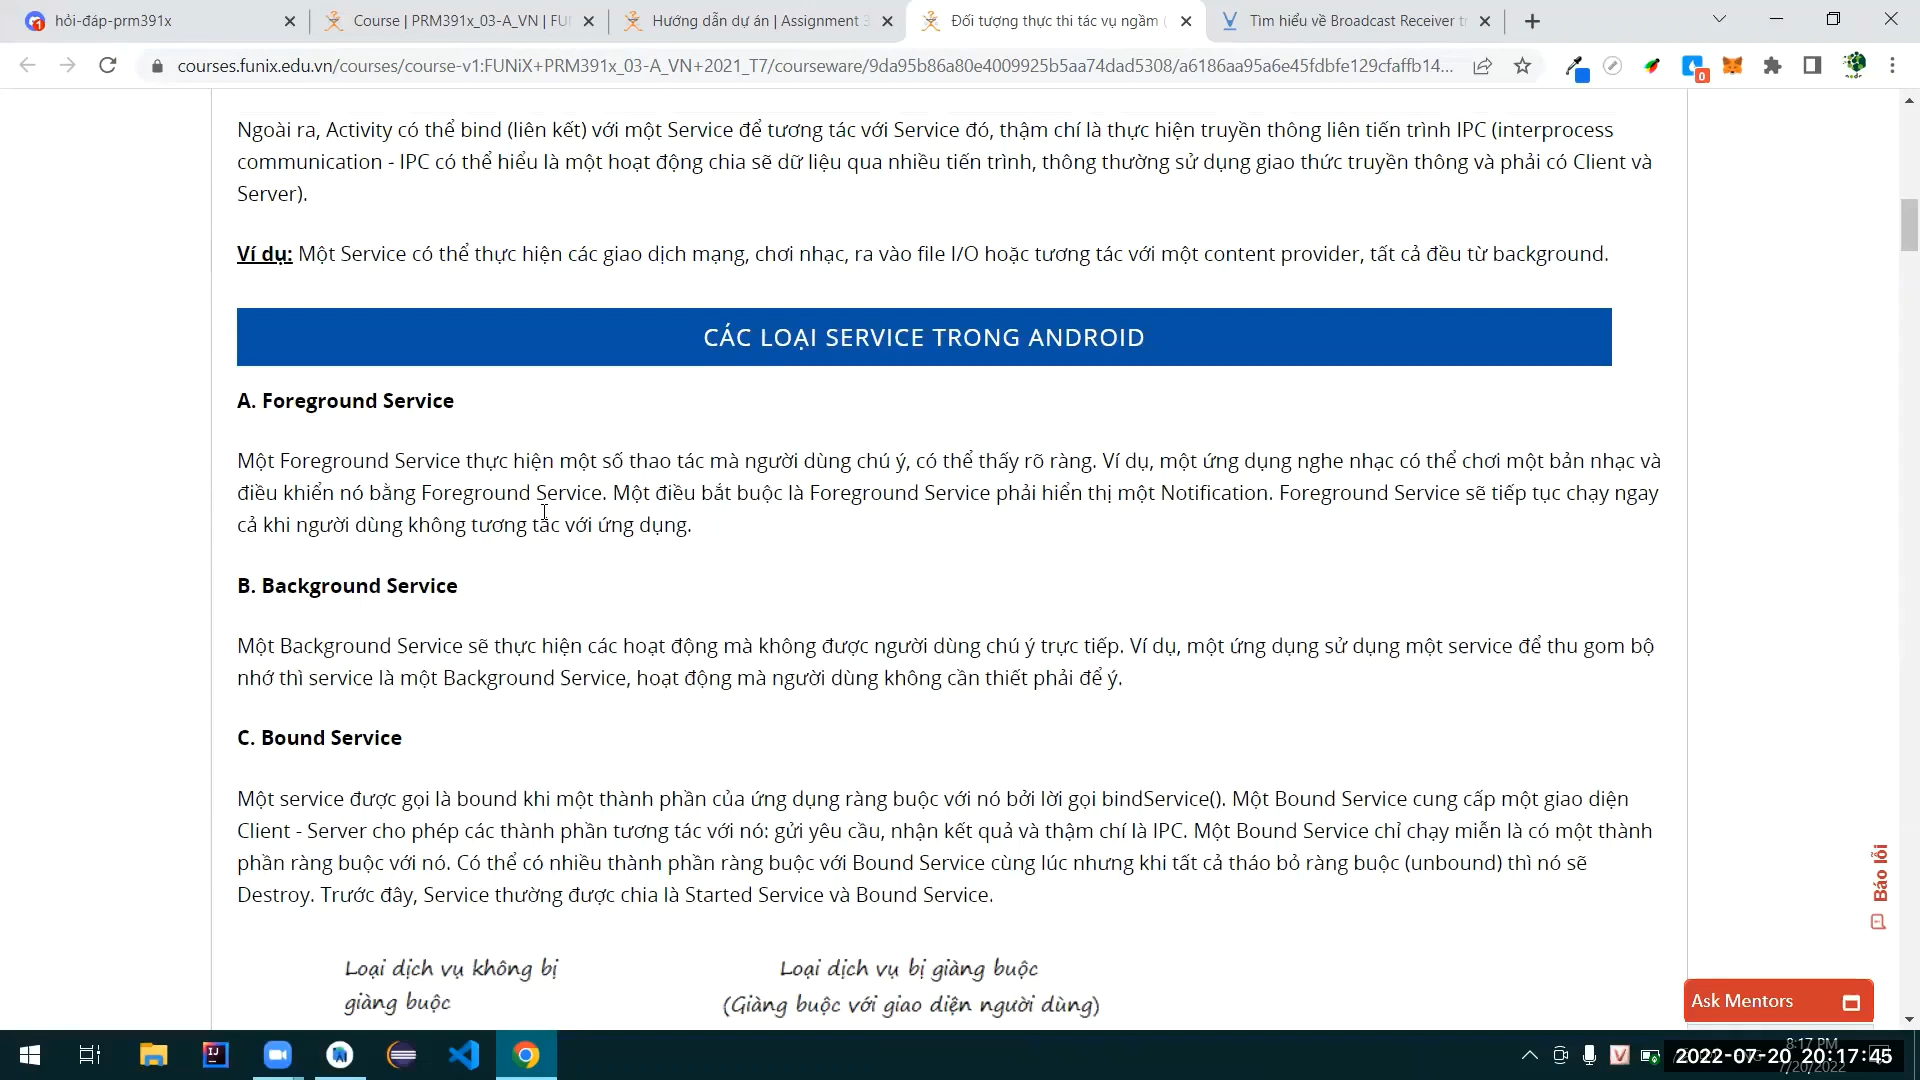 hỏi-đáp-prm391x
Course | PRM391x_03-A_VN | FU
Hướng dẫn dự án | Assignment 3
Đối tượng thực thi tác vụ ngầm (
Tìm hiểu về Broadcast Receiver t
courses.funix.edu.vn/courses/course-v1:FUNiX+PRM391x_03-A_VN+2021_T7/courseware/9da95b86a80e4009925b5aa74dad5308/a6186aa95a6e45fdbfe129cfaffb14...
0
Ngoài ra, Activity có thể bind (liên kết) với một Service để tương tác với Service đó, thậm chí là thực hiện truyền thông liên tiến trình IPC (interprocess
communication - IPC có thể hiểu là một hoạt động chia sẽ dữ liệu qua nhiều tiến trình, thông thường sử dụng giao thức truyền thông và phải có Client và
Server).
Ví dụ: Một Service có thể thực hiện các giao dịch mạng, chơi nhạc, ra vào file I/O hoặc tương tác với một content provider, tất cả đều từ background.
CÁC LOẠI SERVICE TRONG ANDROID
A. Foreground Service
Một Foreground Service thực hiện một số thao tác mà người dùng chú ý, có thể thấy rõ ràng. Ví dụ, một ứng dụng nghe nhạc có thể chơi một bản nhạc và
điều khiển nó bằng Foreground Service. Một điều bắt buộc là Foreground Service phải hiển thị một Notification. Foreground Service sẽ tiếp tục chạy ngay
cả khi người dùng không tương tác với ứng dụng.
B. Background Service
Một Background Service sẽ thực hiện các hoạt động mà không được người dùng chú ý trực tiếp. Ví dụ, một ứng dụng sử dụng một service để thu gom bộ
nhớ thì service là một Background Service, hoạt động mà người dùng không cần thiết phải để ý.
C. Bound Service
Một service được gọi là bound khi một thành phần của ứng dụng ràng buộc với nó bởi lời gọi bindService(). Một Bound Service cung cấp một giao diện
Client - Server cho phép các thành phần tương tác với nó: gửi yêu cầu, nhận kết quả và thậm chí là IPC. Một Bound Service chỉ chạy miễn là có một thành
phần ràng buộc với nó. Có thể có nhiều thành phần ràng buộc với Bound Service cùng lúc nhưng khi tất cả tháo bỏ ràng buộc (unbound) thì nó sẽ
Destroy. Trước đây, Service thường được chia là Started Service và Bound Service.
Loại dịch vụ không bị
giàng buộc
Loại dịch vụ bị giàng buộc
(Giàng buộc với giao diện người dùng)
Báo lỗi
Ask Mentors
8:17 PM
2022-07-20 20:17:45
7/20/2022